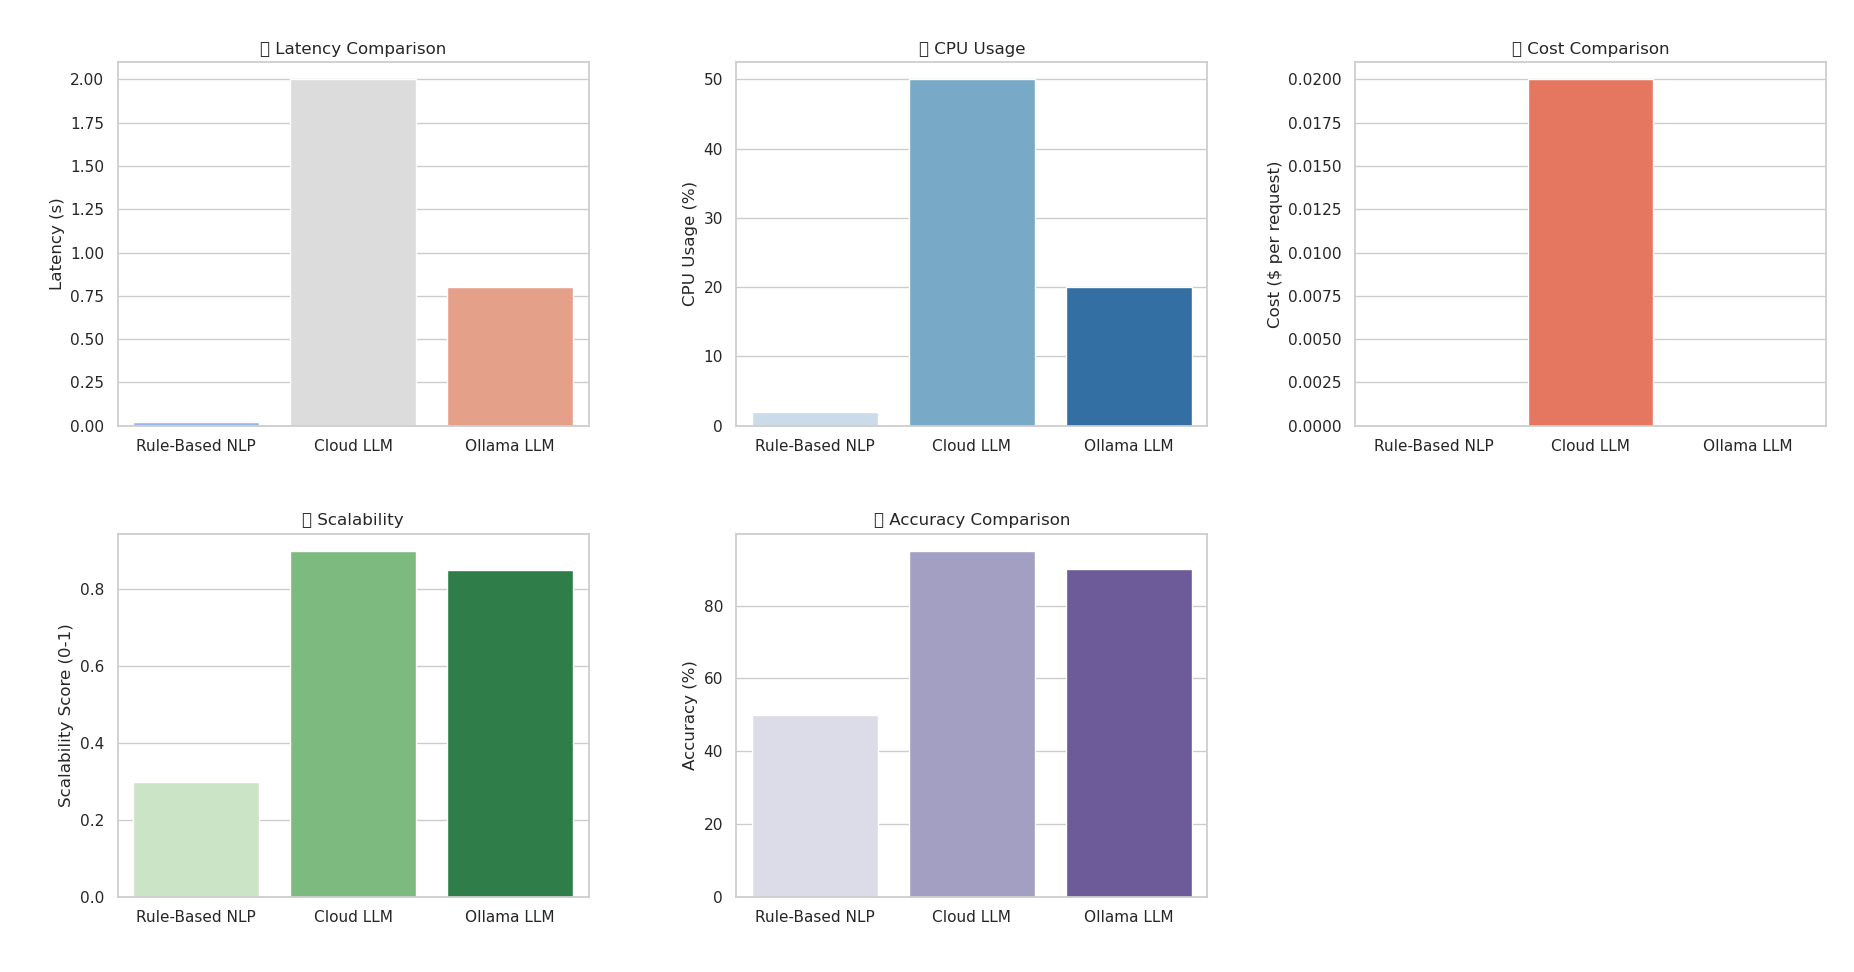 ▯ Latency Comparison
Latency (s)
2.00
1.75
1.50
1.25
1.00
0.75
0.50
0.25
0.00
Rule-Based NLP Cloud LLM Ollama LLM
▯ CPU Usage
CPU Usage (%)
50
40
30
20
10
0
Rule-Based NLP Cloud LLM Ollama LLM
▯ Cost Comparison
Cost ($ per request)
0.0200
0.0175
0.0150
0.0125
0.0100
0.0075
0.0050
0.0025
0.0000
Rule-Based NLP Cloud LLM Ollama LLM
▯ Scalability
Scalability Score (0-1)
0.8
0.6
0.4
0.2
0.0
Rule-Based NLP Cloud LLM Ollama LLM
▯ Accuracy Comparison
Accuracy (%)
80
60
40
20
0
Rule-Based NLP Cloud LLM Ollama LLM